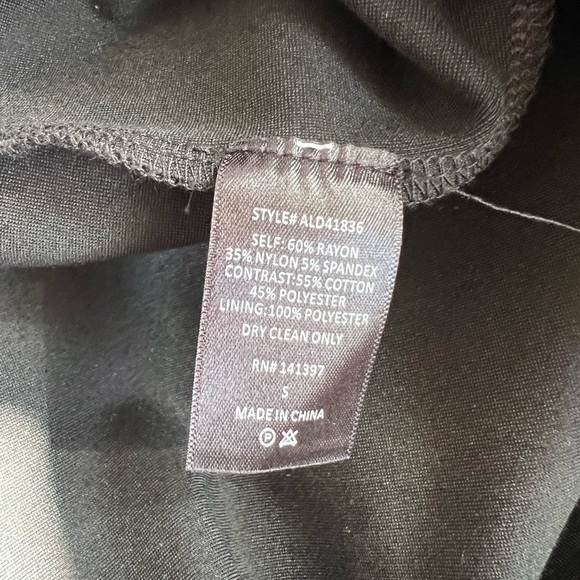 STYLE# ALD41836
SELF: 60% RAYON
35% NYLON 5% SPANDEX
CONTRAST: 55% COTTON
45% POLYESTER
LINING: 100% POLYESTER
DRY CLEAN ONLY
RN# 141397
S
MADE IN CHINA
P